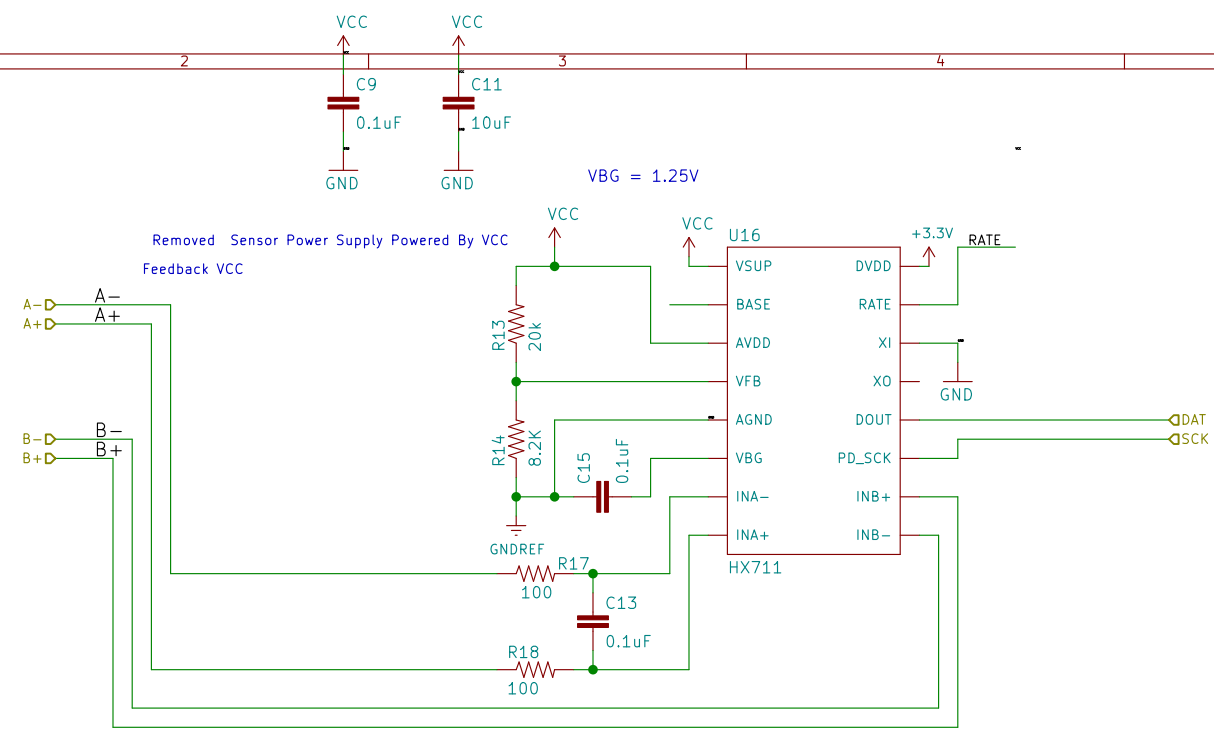 VCC VCC
2 3 4
C9 C11
0.1uF 10uF
GND GND
VBG = 1.25V
VCC VCC
U16
+3.3V RATE
Removed Sensor Power Supply Powered By VCC
Feedback VCC
VSUP DVDD
A- A- BASE RATE
A+ A+
R13 20k AVDD XI
VFB XO
GND
AGND DOUT DAT
B- B- SCK
B+ B+ R14 8.2K C15 0.1uF VBG PD_SCK
INA- INB+
INA+ INB-
GNDREF
R17 HX711
100
C13
0.1uF
R18
100